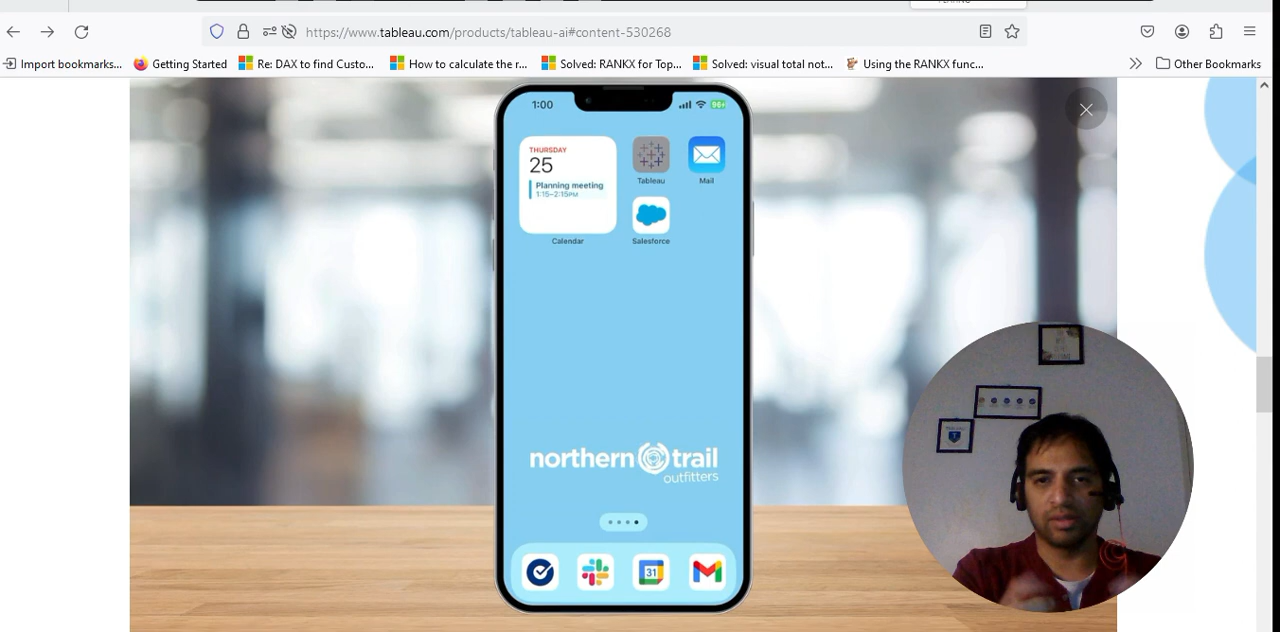 https://www.tableau.com/products/tableau-ai#content-530268
Import bookmarks... Getting Started Re: DAX to find Custo... How to calculate the r... Solved: RANKX for Top... Solved: visual total not... Using the RANKX func... Other Bookmarks
1:00
96+
THURSDAY
25
Planning meeting
1:15–2:15PM
Calendar
Tableau
Mail
Salesforce
northern trail
outfitters
31